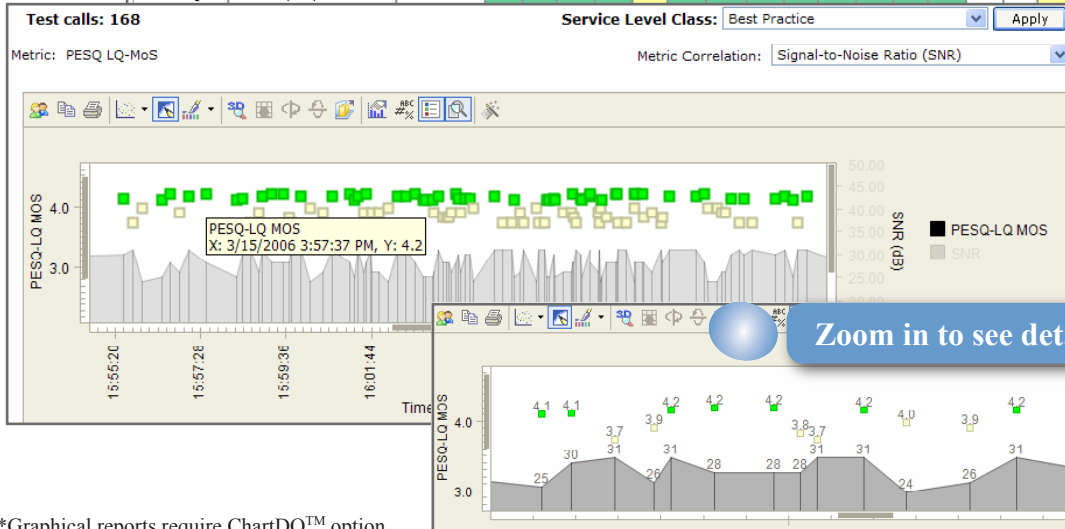 Test calls: 168
Service Level Class: Best Practice Apply
Metric: PESQ LQ-MoS
Metric Correlation: Signal-to-Noise Ratio (SNR)
3D ABC #%
50.00
45.00
40.00
35.00
30.00
25.00
4.0
3.0
PESQ-LQ MOS
SNR (dB)
PESQ-LQ MOS
X: 3/15/2006 3:57:37 PM, Y: 4.2
PESQ-LQ MOS
SNR
15:55:20
15:57:28
15:59:36
16:01:44
Time
3D ABC
Zoom in to see det
PESQ-LQ MOS
4.0
3.0
4.1 4.1 3.7 3.9 4.2 4.2 4.2 3.8 3.7 4.2 4.0 3.9 4.2
25 30 31 26 31 28 28 28 31 31 24 26 31
*Graphical reports require ChartDQ™ option